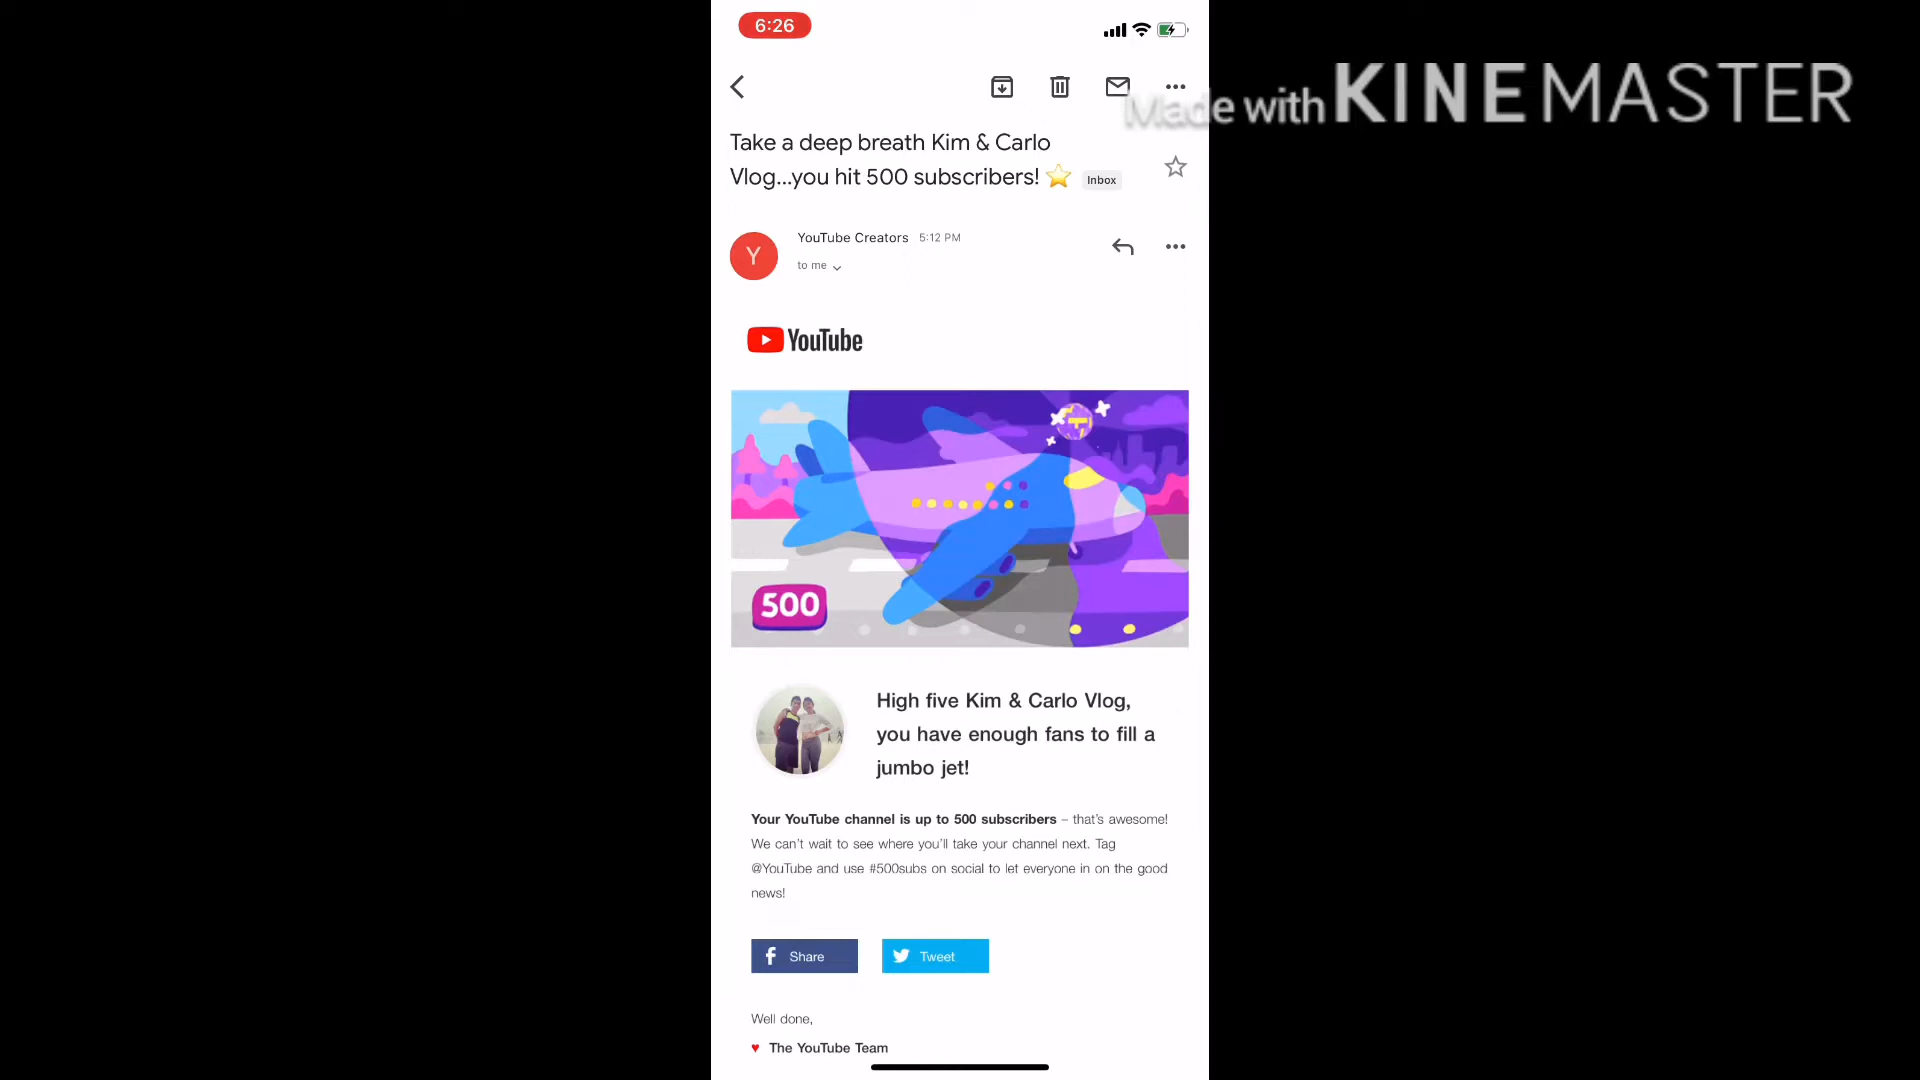 6:26
Made with KINEMASTER
Take a deep breath Kim & Carlo
Vlog...you hit 500 subscribers! ⭐ Inbox
Y
YouTube Creators 5:12 PM
to me
YouTube
500
High five Kim & Carlo Vlog,
you have enough fans to fill a
jumbo jet!
Your YouTube channel is up to 500 subscribers – that's awesome!
We can't wait to see where you'll take your channel next. Tag
@YouTube and use #500subs on social to let everyone in on the good
news!
f Share Tweet
Well done,
♥ The YouTube Team